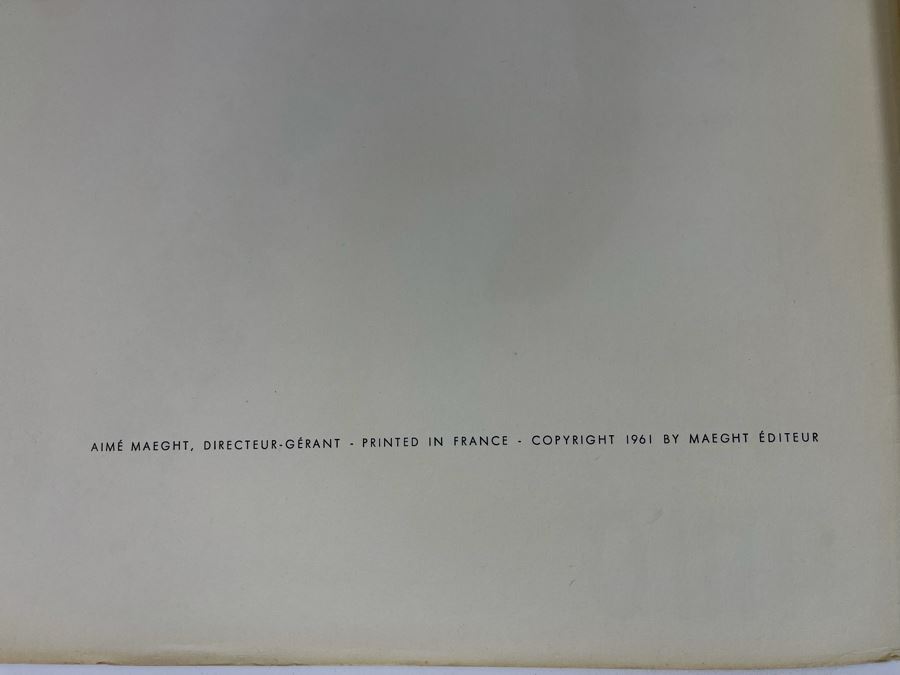 AIMÉ MAEGHT, DIRECTEUR-GÉRANT - PRINTED IN FRANCE - COPYRIGHT 1961 BY MAEGHT ÉDITEUR